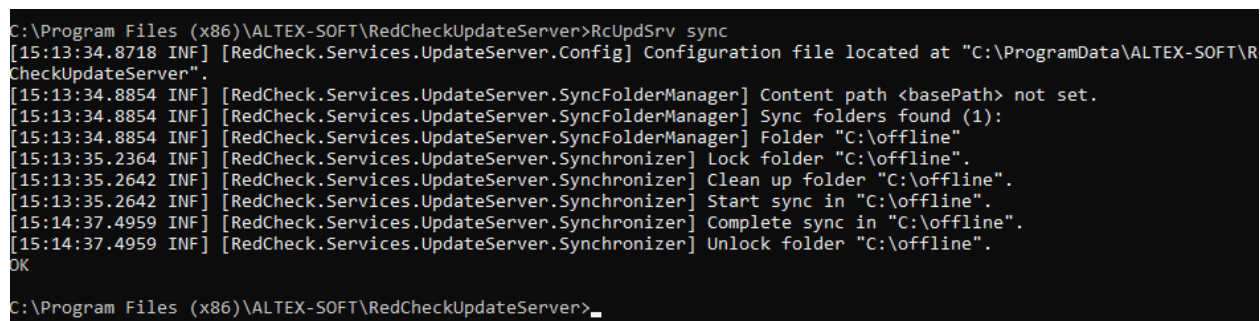 C:\Program Files (x86)\ALTEX-SOFT\RedCheckUpdateServer>RcUpdSrv sync
[15:13:34.8718 INF] [RedCheck.Services.UpdateServer.Config] Configuration file located at "C:\ProgramData\ALTEX-SOFT\R
CheckUpdateServer".
[15:13:34.8854 INF] [RedCheck.Services.UpdateServer.SyncFolderManager] Content path <basePath> not set.
[15:13:34.8854 INF] [RedCheck.Services.UpdateServer.SyncFolderManager] Sync folders found (1):
[15:13:34.8854 INF] [RedCheck.Services.UpdateServer.SyncFolderManager] Folder "C:\offline"
[15:13:35.2364 INF] [RedCheck.Services.UpdateServer.Synchronizer] Lock folder "C:\offline".
[15:13:35.2642 INF] [RedCheck.Services.UpdateServer.Synchronizer] Clean up folder "C:\offline".
[15:13:35.2642 INF] [RedCheck.Services.UpdateServer.Synchronizer] Start sync in "C:\offline".
[15:14:37.4959 INF] [RedCheck.Services.UpdateServer.Synchronizer] Complete sync in "C:\offline".
[15:14:37.4959 INF] [RedCheck.Services.UpdateServer.Synchronizer] Unlock folder "C:\offline".
OK
C:\Program Files (x86)\ALTEX-SOFT\RedCheckUpdateServer>